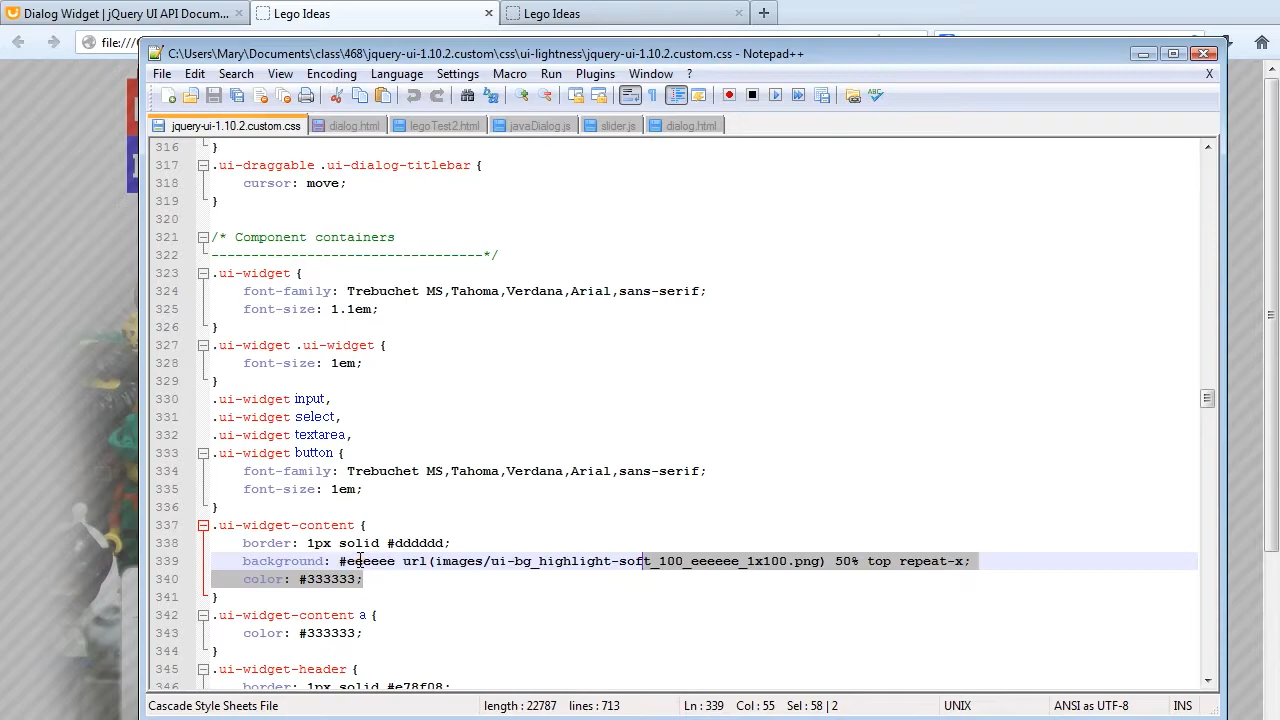 Dialog Widget | jQuery UI API Docum...
Lego Ideas
Lego Ideas
file:///
C:\Users\Mary\Documents\class\468\jquery-ui-1.10.2.custom\css\ui-lightness\jquery-ui-1.10.2.custom.css - Notepad++
File Edit Search View Encoding Language Settings Macro Run Plugins Window ? X
jquery-ui-1.10.2.custom.css dialog.html legoTest2.html javaDialog.js slider.js dialog.html
316 }
317 .ui-draggable .ui-dialog-titlebar {
318 cursor: move;
319 }
320
321 /* Component containers
322 ----------------------------------*/
323 .ui-widget {
324 font-family: Trebuchet MS,Tahoma,Verdana,Arial,sans-serif;
325 font-size: 1.1em;
326 }
327 .ui-widget .ui-widget {
328 font-size: 1em;
329 }
330 .ui-widget input,
331 .ui-widget select,
332 .ui-widget textarea,
333 .ui-widget button {
334 font-family: Trebuchet MS,Tahoma,Verdana,Arial,sans-serif;
335 font-size: 1em;
336 }
337 .ui-widget-content {
338 border: 1px solid #dddddd;
339 background: #eeeeee url(images/ui-bg_highlight-soft_100_eeeeee_1x100.png) 50% top repeat-x;
340 color: #333333;
341 }
342 .ui-widget-content a {
343 color: #333333;
344 }
345 .ui-widget-header {
346 border: 1px solid #e78f08;
Cascade Style Sheets File length : 22787 lines : 713 Ln : 339 Col : 55 Sel : 58 | 2 UNIX ANSI as UTF-8 INS